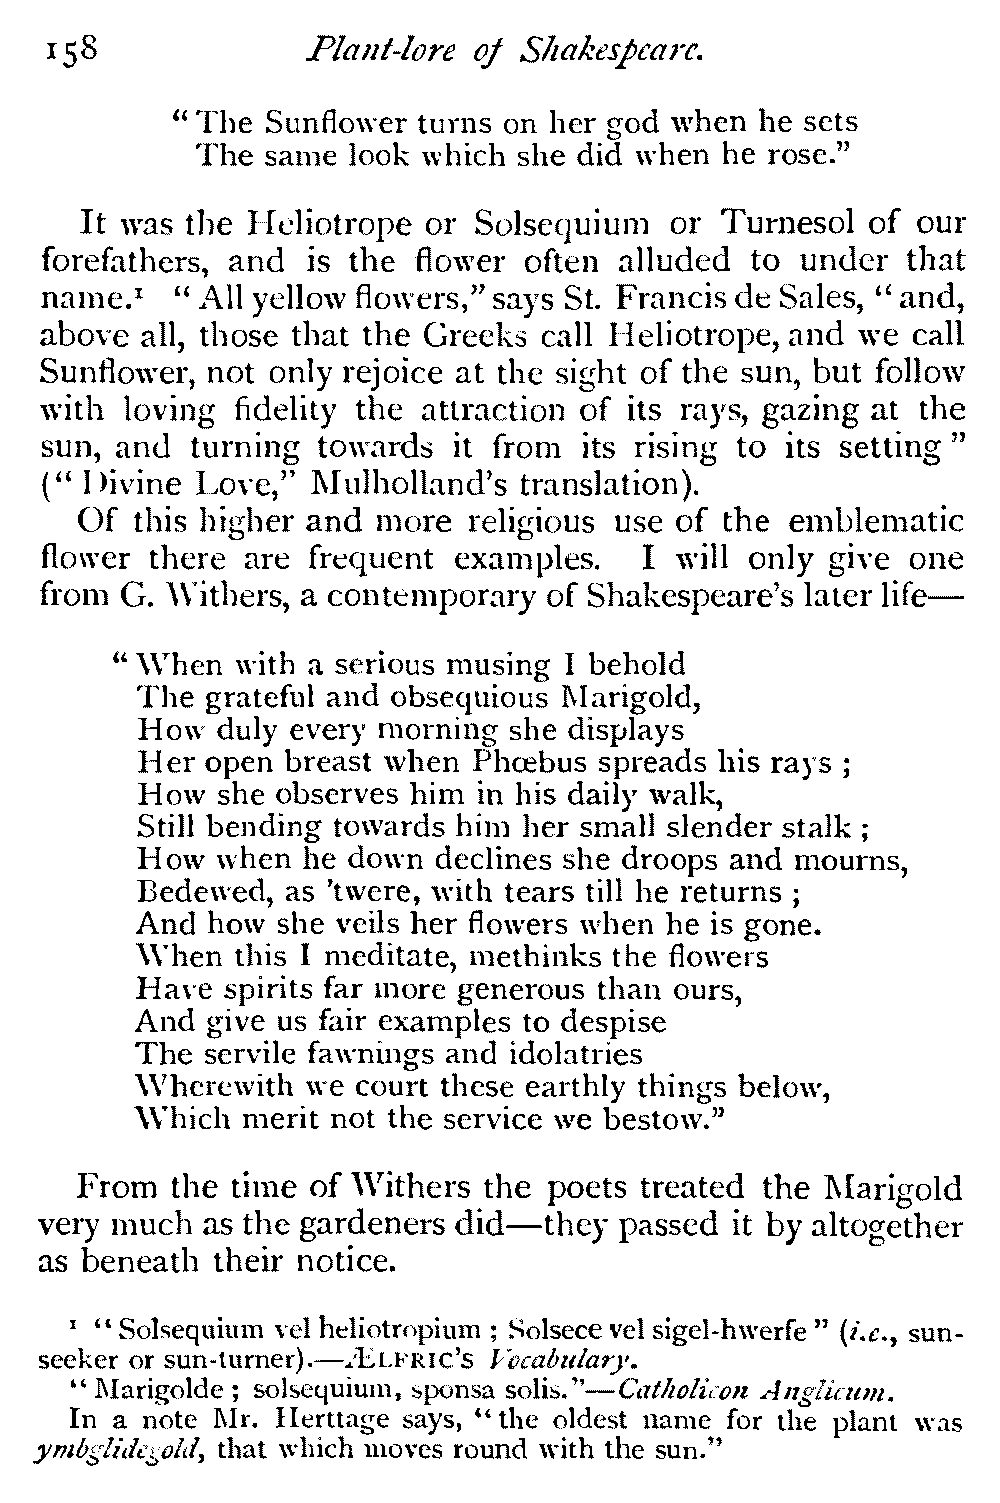 158 Plant-lore of Shakespeare.
“The Sunflower turns on her god when he sets
The same look which she did when he rose.”
It was the Heliotrope or Solsequium or Turnesol of our
forefathers, and is the flower often alluded to under that
name.¹ “All yellow flowers,” says St. Francis de Sales, “and,
above all, those that the Greeks call Heliotrope, and we call
Sunflower, not only rejoice at the sight of the sun, but follow
with loving fidelity the attraction of its rays, gazing at the
sun, and turning towards it from its rising to its setting”
(“Divine Love,” Mulholland’s translation).
Of this higher and more religious use of the emblematic
flower there are frequent examples. I will only give one
from G. Withers, a contemporary of Shakespeare’s later life—
“When with a serious musing I behold
The grateful and obsequious Marigold,
How duly every morning she displays
Her open breast when Phœbus spreads his rays ;
How she observes him in his daily walk,
Still bending towards him her small slender stalk ;
How when he down declines she droops and mourns,
Bedewed, as ’twere, with tears till he returns ;
And how she veils her flowers when he is gone.
When this I meditate, methinks the flowers
Have spirits far more generous than ours,
And give us fair examples to despise
The servile fawnings and idolatries
Wherewith we court these earthly things below,
Which merit not the service we bestow.”
From the time of Withers the poets treated the Marigold
very much as the gardeners did—they passed it by altogether
as beneath their notice.
¹ “Solsequium vel heliotropium ; Solsece vel sigel-hwerfe” (i.e., sun-
seeker or sun-turner).—ÆLFRIC’S Vocabulary.
“Marigolde ; solsequium, sponsa solis.”—Catholicon Anglicum.
In a note Mr. Herttage says, “the oldest name for the plant was
ymbglidegold, that which moves round with the sun.”